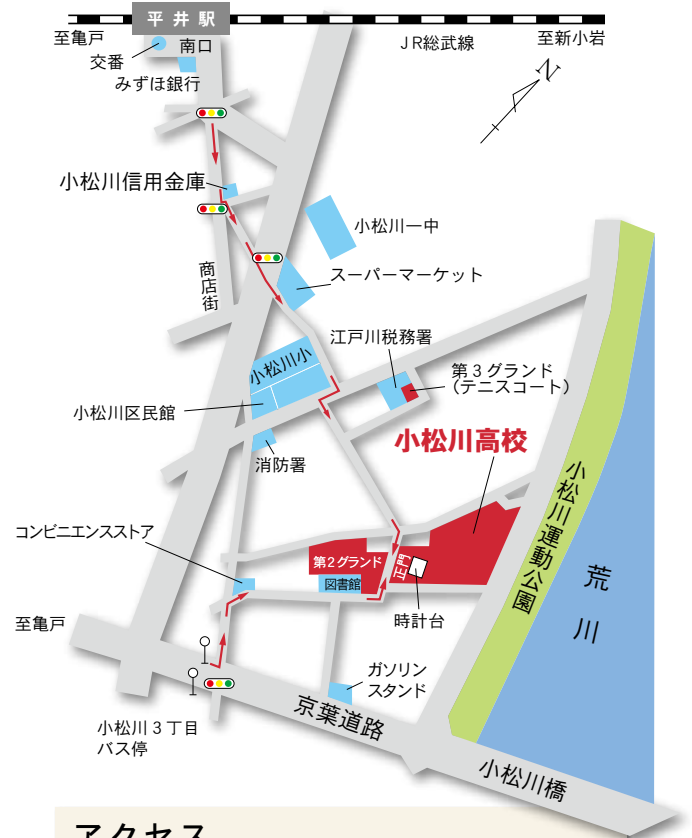 平井駅
至亀戸
南口
JR総武線
至新小岩
交番
みずほ銀行
N
小松川信用金庫
小松川一中
商店街
スーパーマーケット
江戸川税務署
小松川小
第3グランド
(テニスコート)
小松川区民館
小松川高校
消防署
コンビニエンスストア
第2グランド
正門
図書館
小松川運動公園
荒川
時計台
至亀戸
ガソリン
スタンド
京葉道路
小松川3丁目
バス停
小松川橋
アクセス